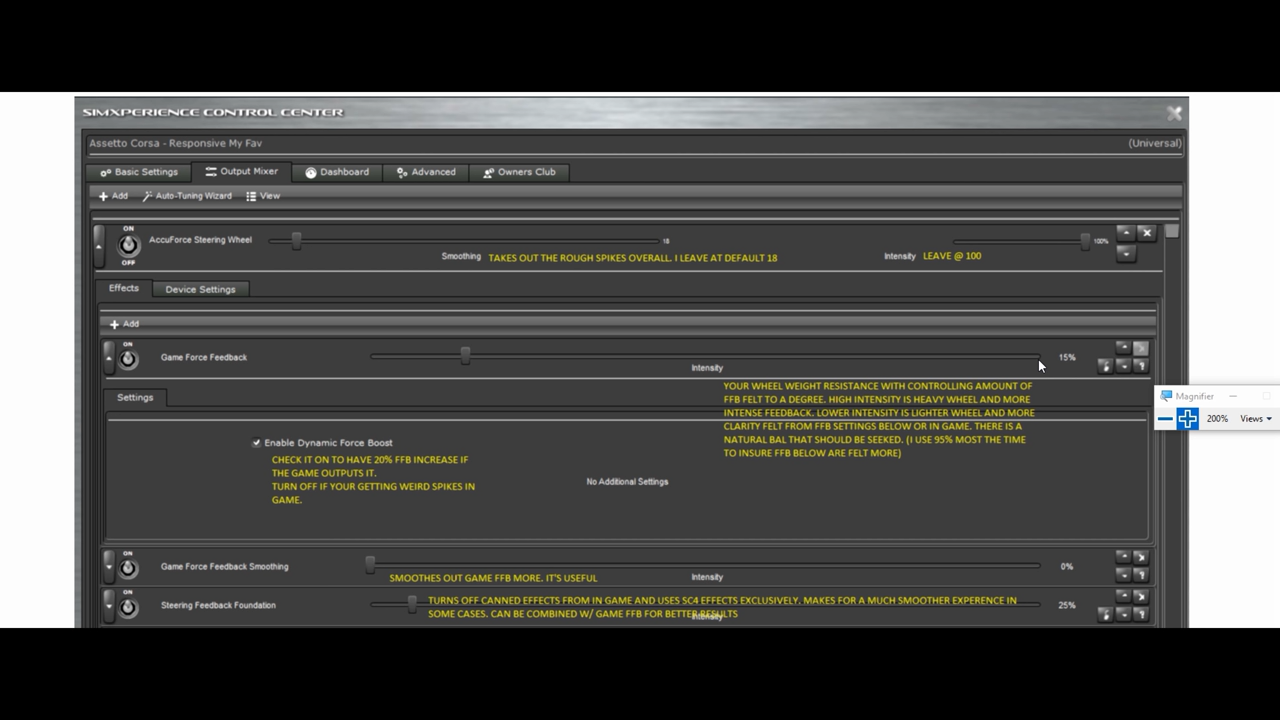 SIMXPERIENCE CONTROL CENTER
Assetto Corsa - Responsive My Fav (Universal)
Basic Settings Output Mixer Dashboard Advanced Owners Club
Add Auto-Tuning Wizard View
ON
AccuForce Steering Wheel 18 100%
OFF
Smoothing TAKES OUT THE ROUGH SPIKES OVERALL. I LEAVE AT DEFAULT 18 Intensity LEAVE @ 100
Effects Device Settings
Add
ON
Game Force Feedback 15%
Intensity
YOUR WHEEL WEIGHT RESISTANCE WITH CONTROLLING AMOUNT OF
FFB FELT TO A DEGREE. HIGH INTENSITY IS HEAVY WHEEL AND MORE
INTENSE FEEDBACK. LOWER INTENSITY IS LIGHTER WHEEL AND MORE
CLARITY FELT FROM FFB SETTINGS BELOW OR IN GAME. THERE IS A
NATURAL BAL THAT SHOULD BE SEEKED. (I USE 95% MOST THE TIME
TO INSURE FFB BELOW ARE FELT MORE)
Magnifier
200% Views
Settings
Enable Dynamic Force Boost
CHECK IT ON TO HAVE 20% FFB INCREASE IF
THE GAME OUTPUTS IT.
TURN OFF IF YOUR GETTING WEIRD SPIKES IN
GAME.
No Additional Settings
ON
Game Force Feedback Smoothing 0%
SMOOTHES OUT GAME FFB MORE. IT'S USEFUL Intensity
ON
Steering Feedback Foundation 25%
TURNS OFF CANNED EFFECTS FROM IN GAME AND USES SC4 EFFECTS EXCLUSIVELY. MAKES FOR A MUCH SMOOTHER EXPERENCE IN
SOME CASES. CAN BE COMBINED W/ GAME FFB FOR BETTER RESULTS
Intensity